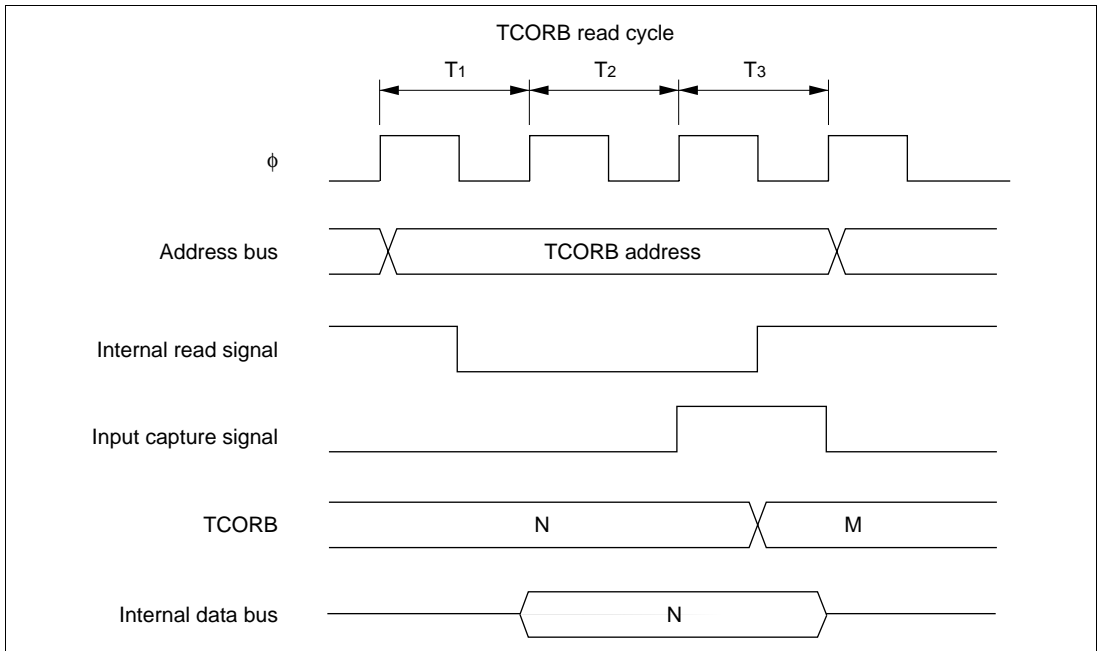 TCORB read cycle
T1 T2 T3
ϕ
Address bus TCORB address
Internal read signal
Input capture signal
TCORB N M
Internal data bus N